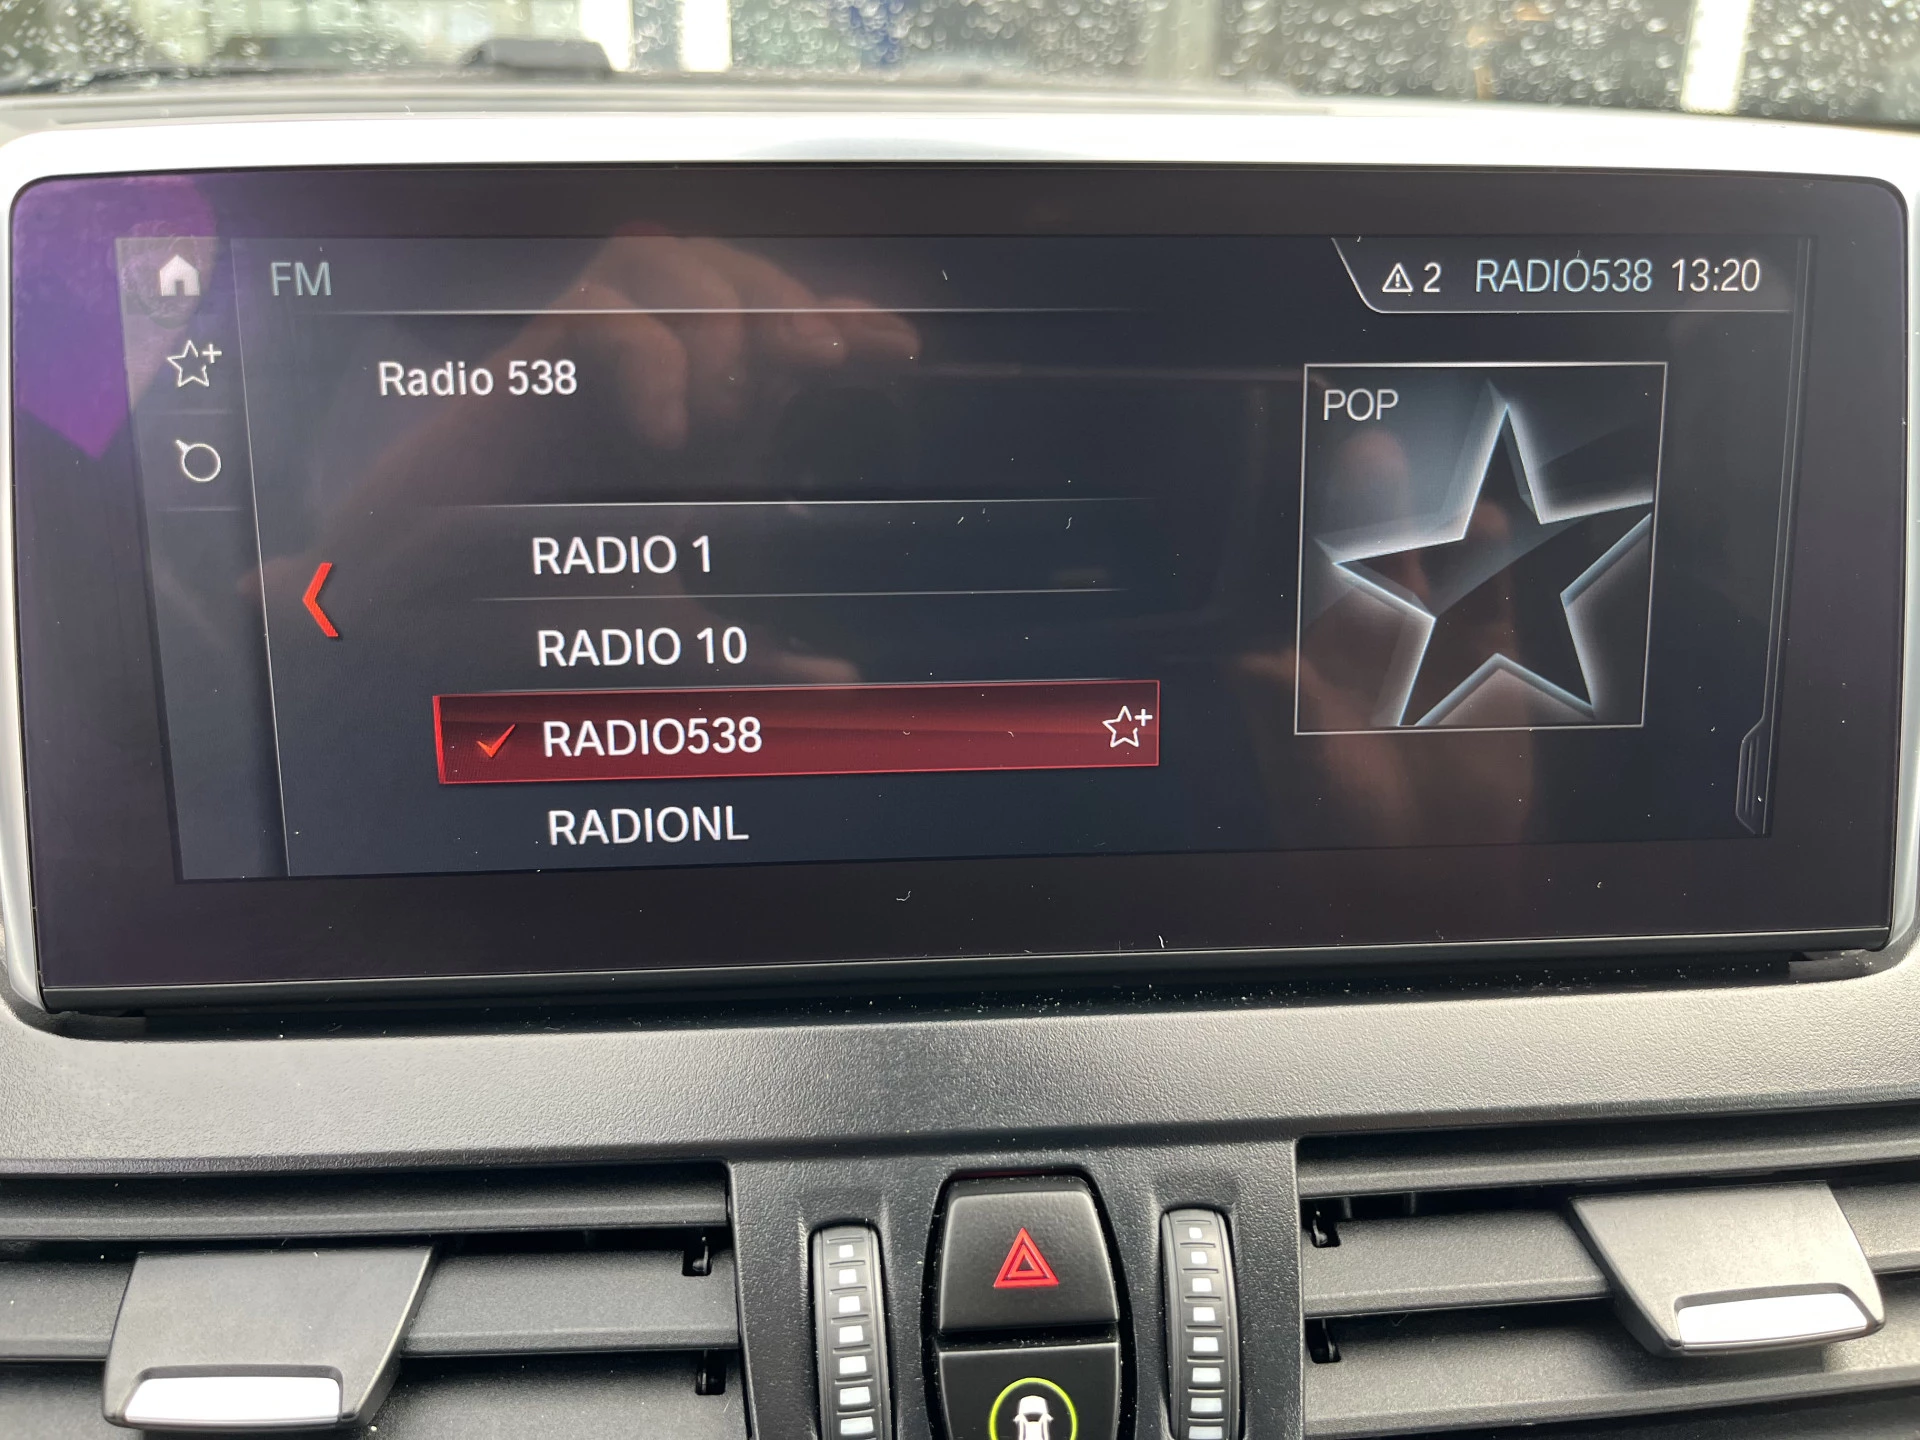 FM
2 RADIO538 13:20
Radio 538
POP
RADIO 1
RADIO 10
RADIO538
RADIONL